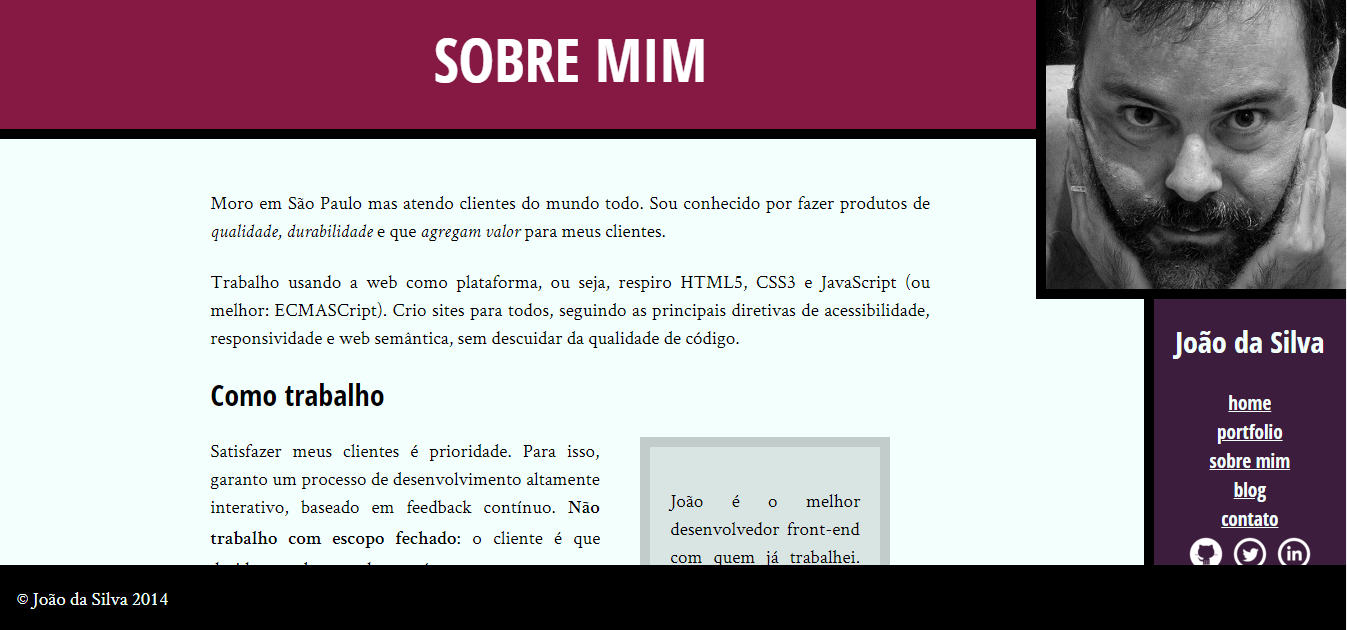 SOBRE MIM
Moro em São Paulo mas atendo clientes do mundo todo. Sou conhecido por fazer produtos de
qualidade, durabilidade e que agregam valor para meus clientes.
Trabalho usando a web como plataforma, ou seja, respiro HTML5, CSS3 e JavaScript (ou
melhor: ECMASCript). Crio sites para todos, seguindo as principais diretivas de acessibilidade,
responsividade e web semântica, sem descuidar da qualidade de código.
Como trabalho
Satisfazer meus clientes é prioridade. Para isso,
garanto um processo de desenvolvimento altamente
interativo, baseado em feedback contínuo. Não
trabalho com escopo fechado: o cliente é que
João é o melhor
desenvolvedor front-end
com quem já trabalhei.
João da Silva
home
portfolio
sobre mim
blog
contato
in
© João da Silva 2014